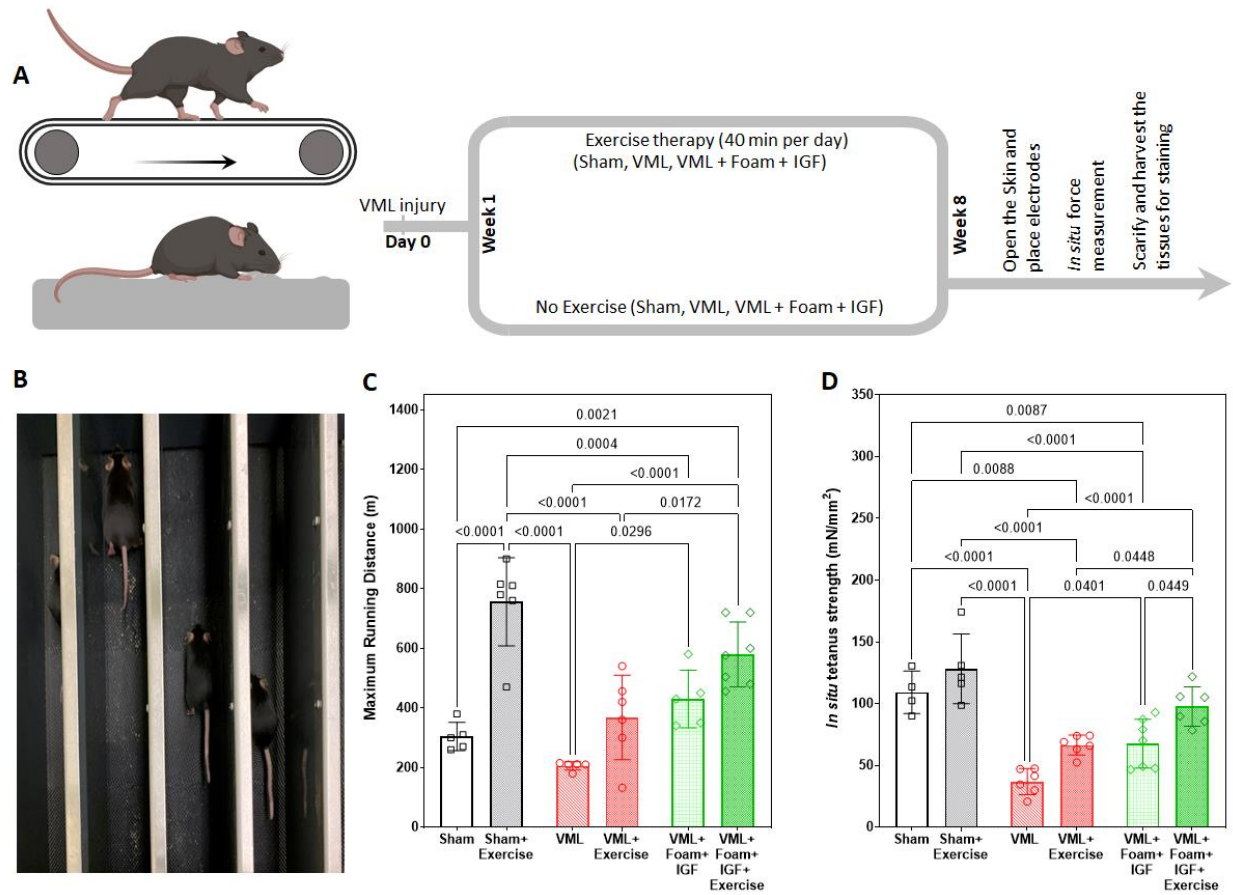 A
VML injury
Day 0
Week 1
Exercise therapy (40 min per day)
(Sham, VML, VML + Foam + IGF)
No Exercise (Sham, VML, VML + Foam + IGF)
Week 8
Open the Skin and
place electrodes
In situ force
measurement
Scarify and harvest the
tissues for staining
B
C
Maximum Running Distance (m)
1400
1200
1000
800
600
400
200
0
0.0021
0.0004
<0.0001
<0.0001
0.0172
<0.0001
<0.0001
0.0296
Sham
Sham+
Exercise
VML
VML+
Exercise
VML+
Foam+
IGF
VML+
Foam+
IGF+
Exercise
D
In situ tetanus strength (mN/mm²)
350
300
250
200
150
100
50
0
0.0087
<0.0001
0.0088
<0.0001
<0.0001
<0.0001
0.0448
<0.0001
0.0401
0.0449
Sham
Sham+
Exercise
VML
VML+
Exercise
VML+
Foam+
IGF
VML+
Foam+
IGF+
Exercise